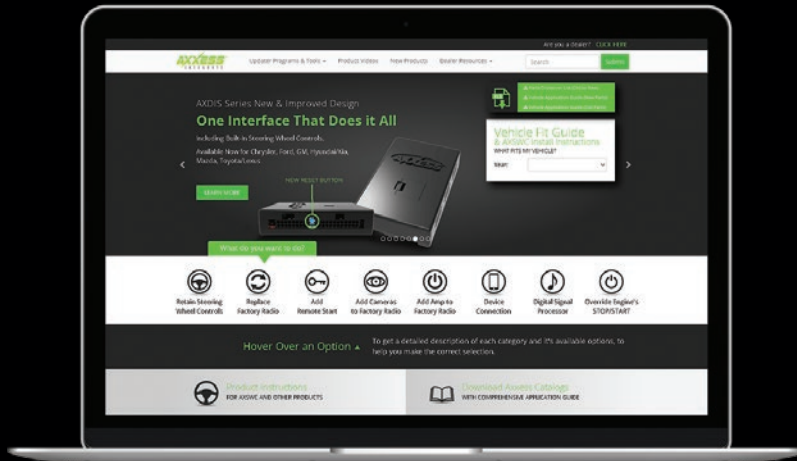 Are you a dealer? CLICK HERE
AXXESS
INTERFACES
Updater Programs & Tools
Product Videos
New Products
Dealer Resources
Search
Submit
AXDIS Series New & Improved Design
One Interface That Does it All
Including Built-in Steering Wheel Controls.
Available Now for Chrysler, Ford, GM, Hyundai/Kia,
Mazda, Toyota/Lexus
LEARN MORE
NEW RESET BUTTON
AXXESS
Vehicle Fit Guide
& AXSWC Install Instructions
WHAT FITS MY VEHICLE?
What do you want to do?
Retain Steering
Wheel Controls
Replace
Factory Radio
Add
Remote Start
Add Cameras
to Factory Radio
Add Amp to
Factory Radio
Device
Connection
Digital Signal
Processor
Override Engine's
STOP/START?
Hover Over an Option
To get a detailed description of each category and it's available options, to
help you make the correct selection.
Product Instructions
FOR AXSWC AND OTHER PRODUCTS
Download Axxess Catalogs
WITH COMPREHENSIVE APPLICATION GUIDE